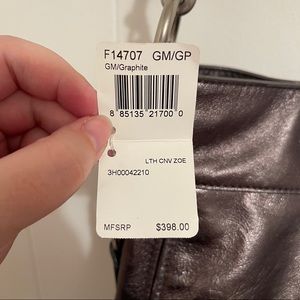 F14707 GM/GP
GM/Graphite
8 85135 21700 0
LTH CNV ZOE
3H00042210
MFSRP $398.00